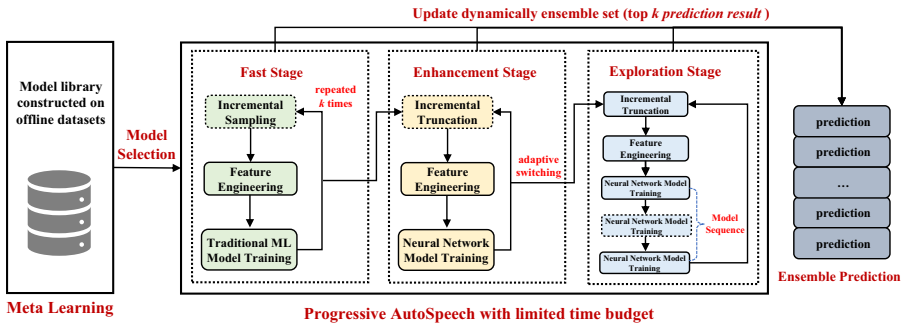 Update dynamically ensemble set (top k prediction result )
Model library
constructed on
offline datasets
Meta Learning
Model
Selection
Fast Stage
Incremental
Sampling
repeated
k times
Feature
Engineering
Traditional ML
Model Training
Enhancement Stage
Incremental
Truncation
adaptive
switching
Feature
Engineering
Neural Network
Model Training
Exploration Stage
Incremental
Truncation
Feature
Engineering
Neural Network Model
Training
Neural Network Model
Training
Neural Network Model
Training
Model
Sequence
prediction
prediction
...
prediction
prediction
Ensemble Prediction
Progressive AutoSpeech with limited time budget